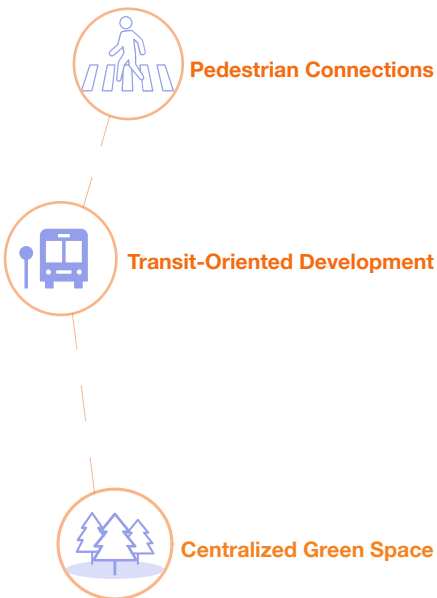 Pedestrian Connections
Transit-Oriented Development
Centralized Green Space